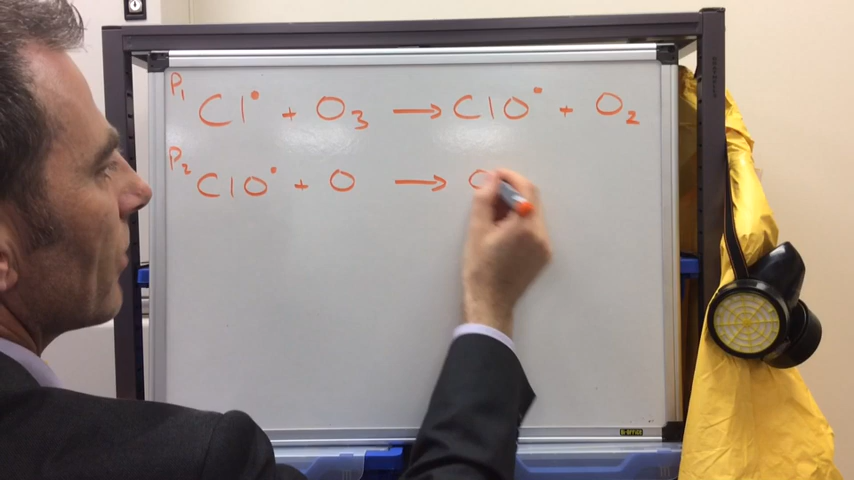 P₁ Cl• + O₃ → ClO• + O₂
P₂ ClO• + O → O